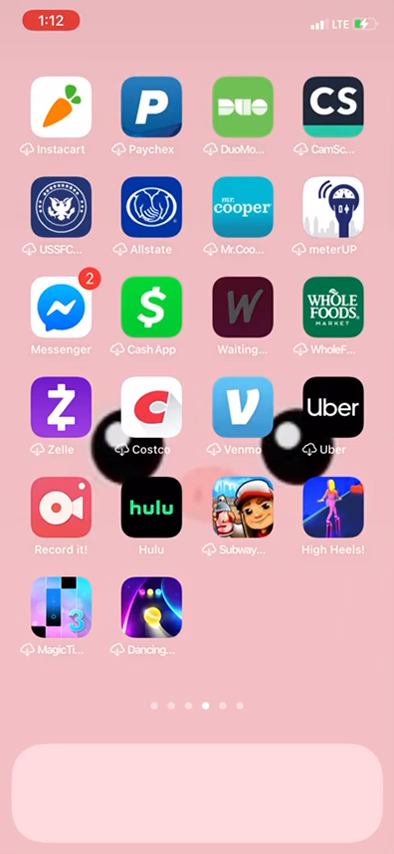 1:12 LTE
DUO CS
Instacart Paychex DuoMo... CamSc...
mr. cooper
USSFC... Allstate Mr.Coo... meterUP
2
WHOLE FOODS MARKET
Messenger Cash App Waiting... WholeF...
Uber
Zelle Costco Venmo Uber
hulu
Record it! Hulu Subway... High Heels!
3
MagicTi... Dancing...